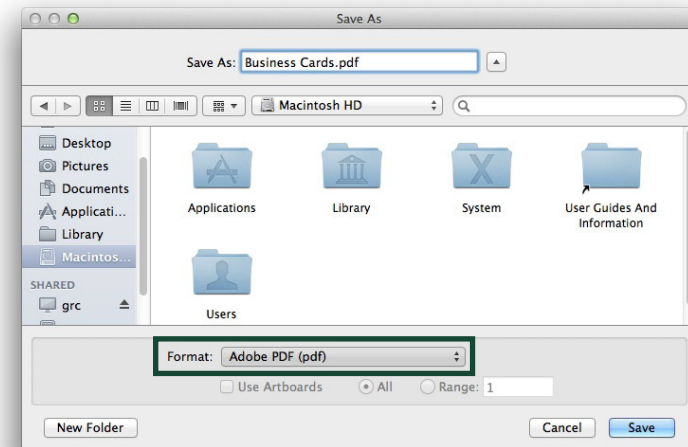 Save As
Save As: Business Cards.pdf
Macintosh HD
Desktop
Pictures
Documents
Applicati...
Library
Macintos...
SHARED
grc
Applications
Library
System
User Guides And
Information
Users
Format: Adobe PDF (pdf)
Use Artboards All Range: 1
New Folder Cancel Save